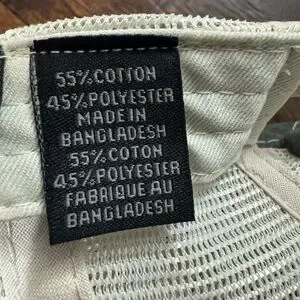 55%COTTON
45%POLYESTER
MADE IN
BANGLADESH
55%COTON
45%POLYESTER
FABRIQUE AU
BANGLADESH